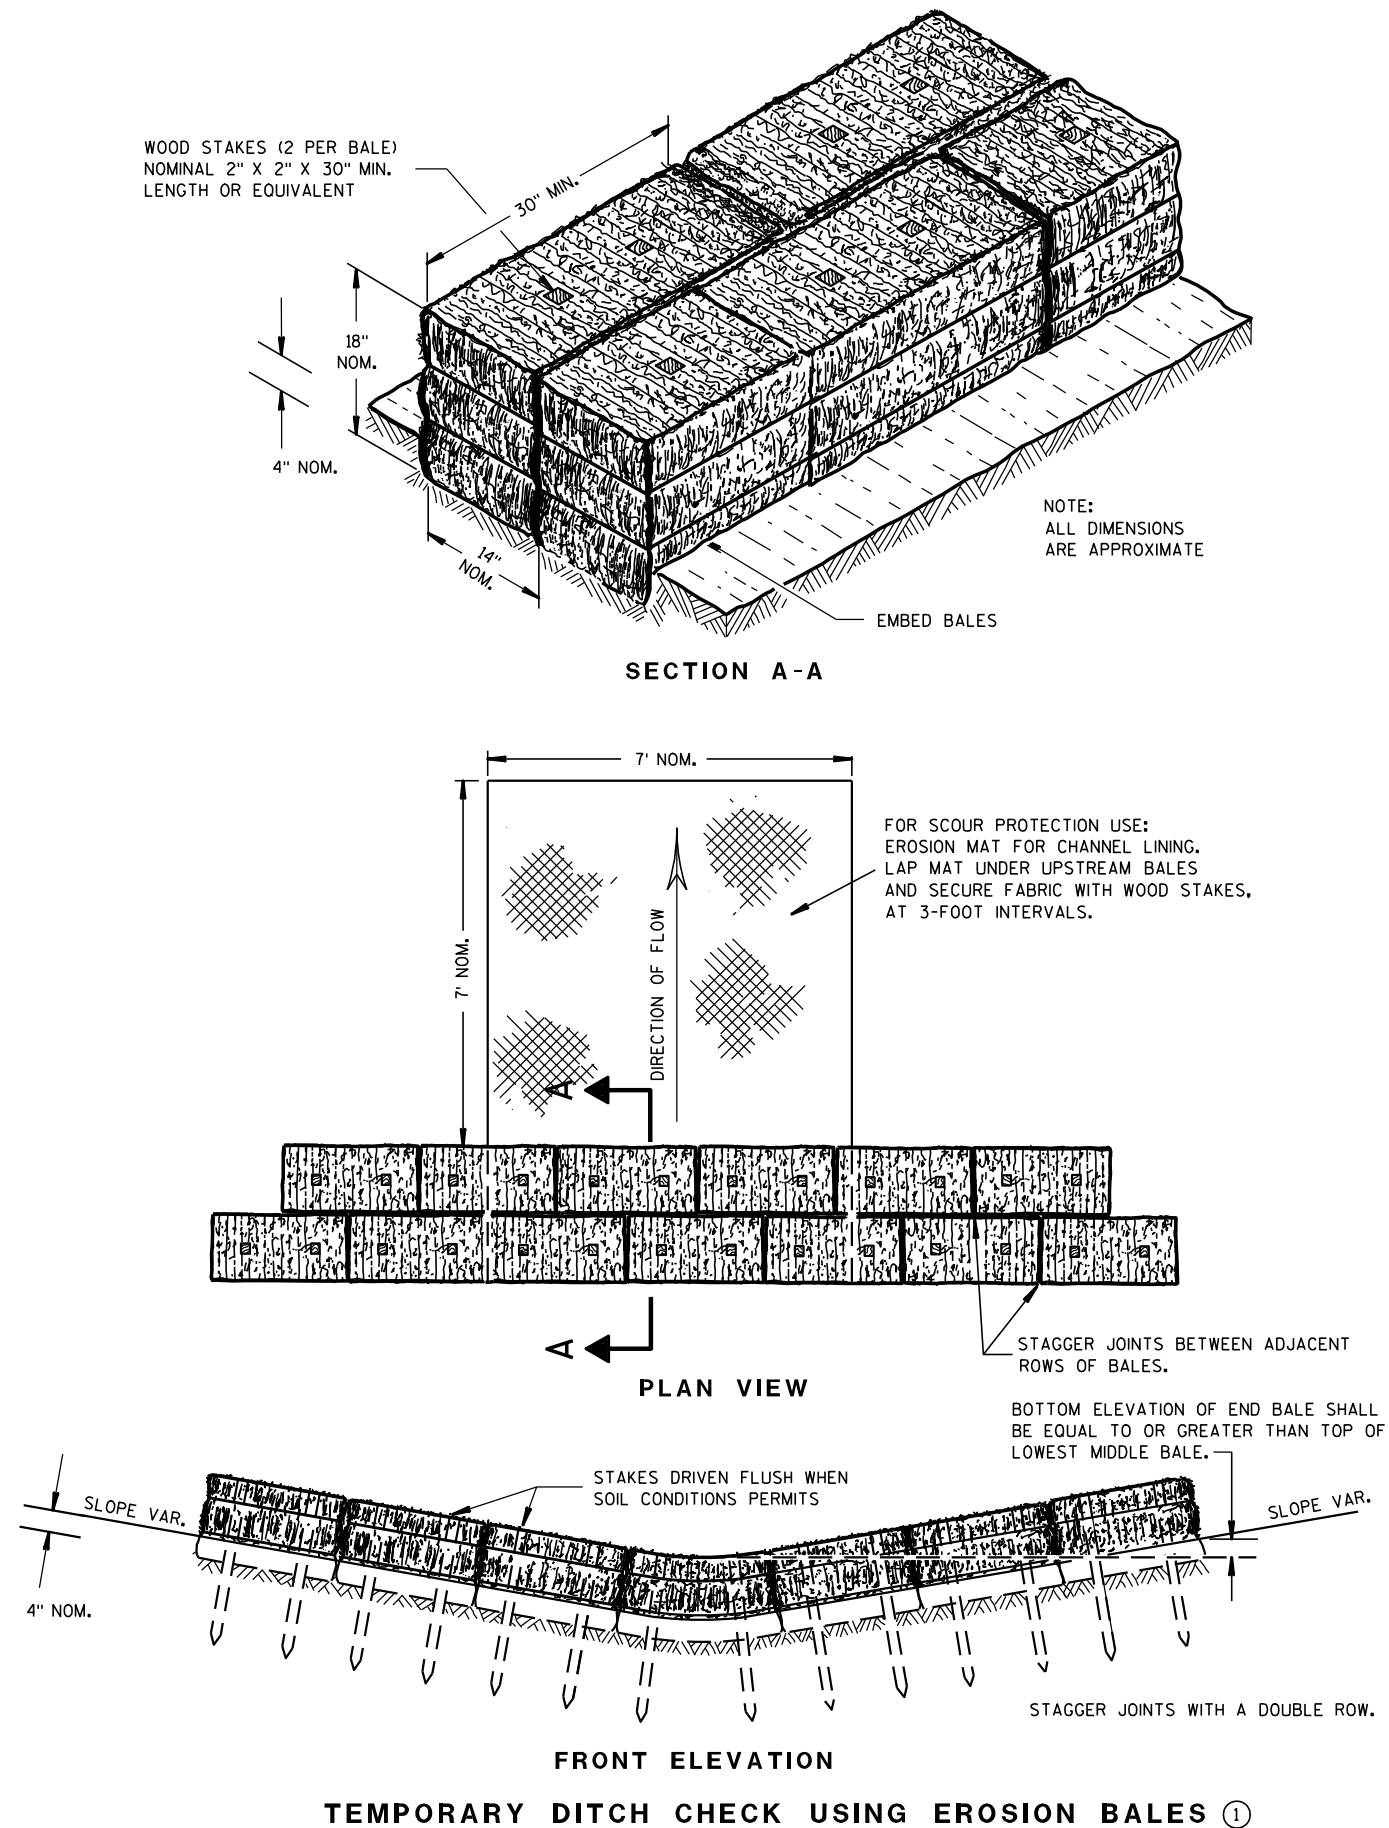 WOOD STAKES (2 PER BALE)
NOMINAL 2" X 2" X 30" MIN.
LENGTH OR EQUIVALENT
30" MIN.
18"
NOM.
4" NOM.
14"
NOM.
NOTE:
ALL DIMENSIONS
ARE APPROXIMATE
EMBED BALES
SECTION A-A
7' NOM.
7' NOM.
DIRECTION OF FLOW
FOR SCOUR PROTECTION USE:
EROSION MAT FOR CHANNEL LINING.
LAP MAT UNDER UPSTREAM BALES
AND SECURE FABRIC WITH WOOD STAKES,
AT 3-FOOT INTERVALS.
A
A
STAGGER JOINTS BETWEEN ADJACENT
ROWS OF BALES.
PLAN VIEW
BOTTOM ELEVATION OF END BALE SHALL
BE EQUAL TO OR GREATER THAN TOP OF
LOWEST MIDDLE BALE.
STAKES DRIVEN FLUSH WHEN
SOIL CONDITIONS PERMITS
SLOPE VAR.
SLOPE VAR.
4" NOM.
STAGGER JOINTS WITH A DOUBLE ROW.
FRONT ELEVATION
TEMPORARY DITCH CHECK USING EROSION BALES ①